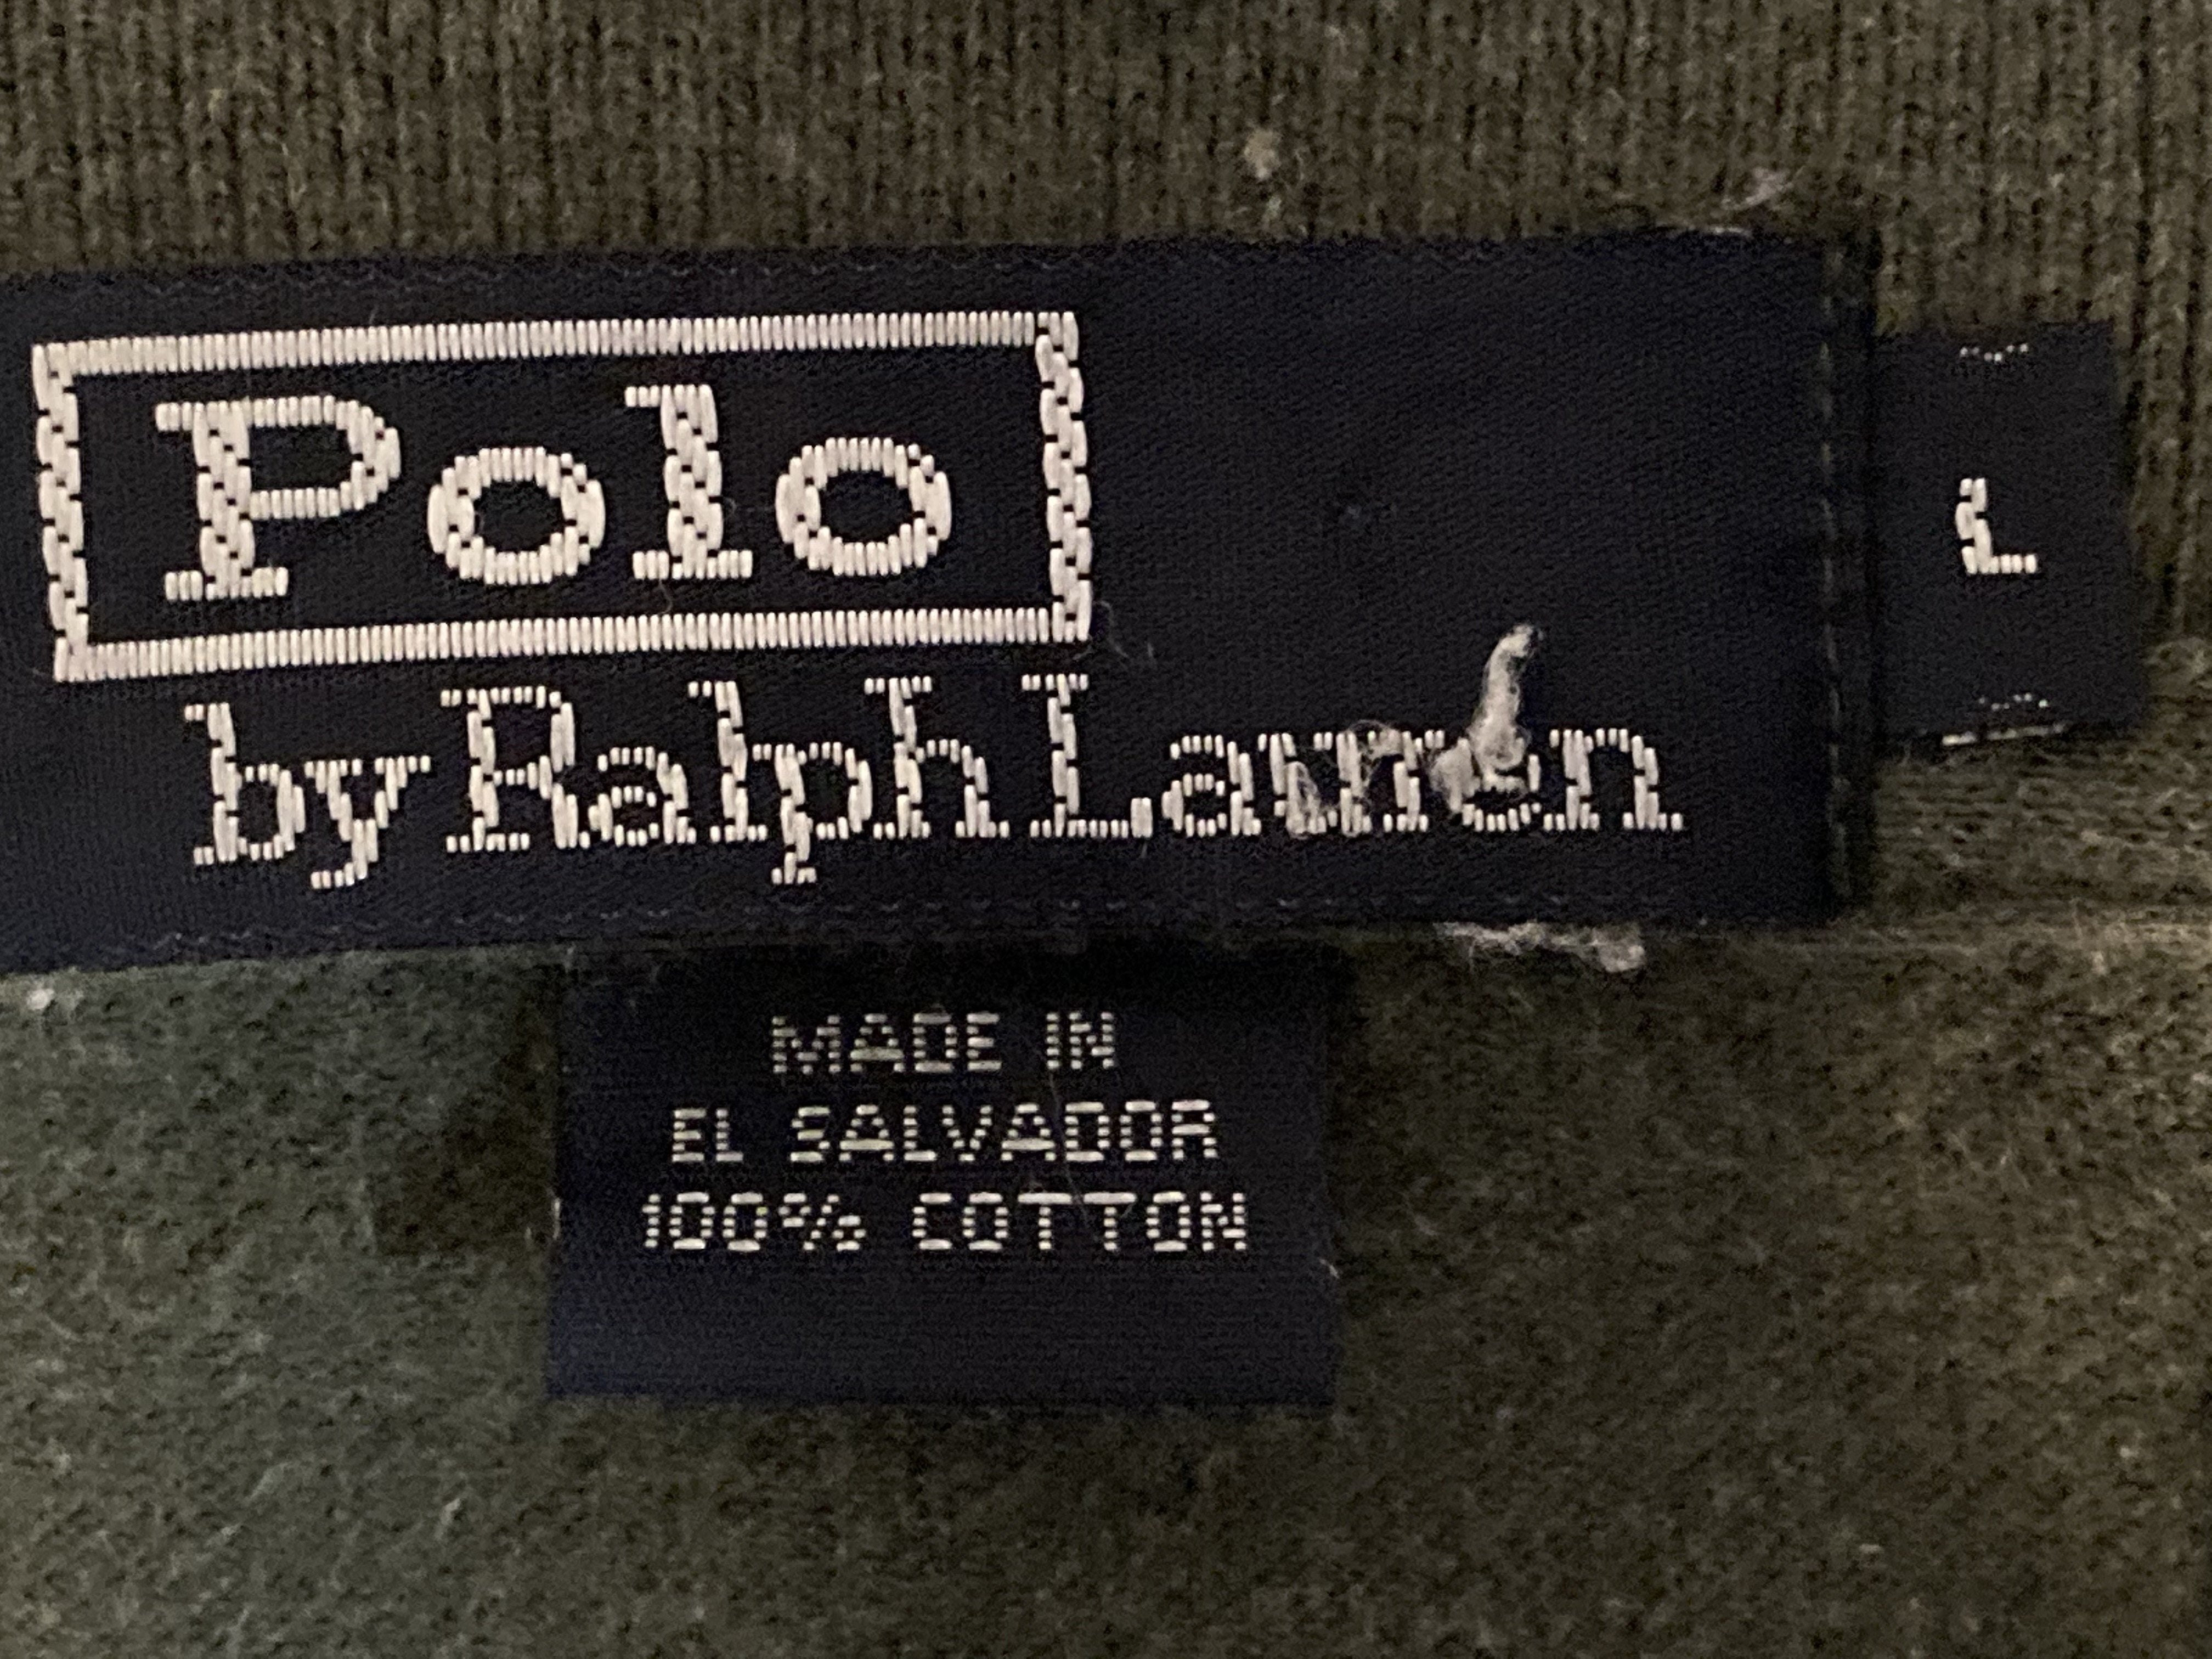 Polo
by Ralph Lauren
L
MADE IN
EL SALVADOR
100% COTTON